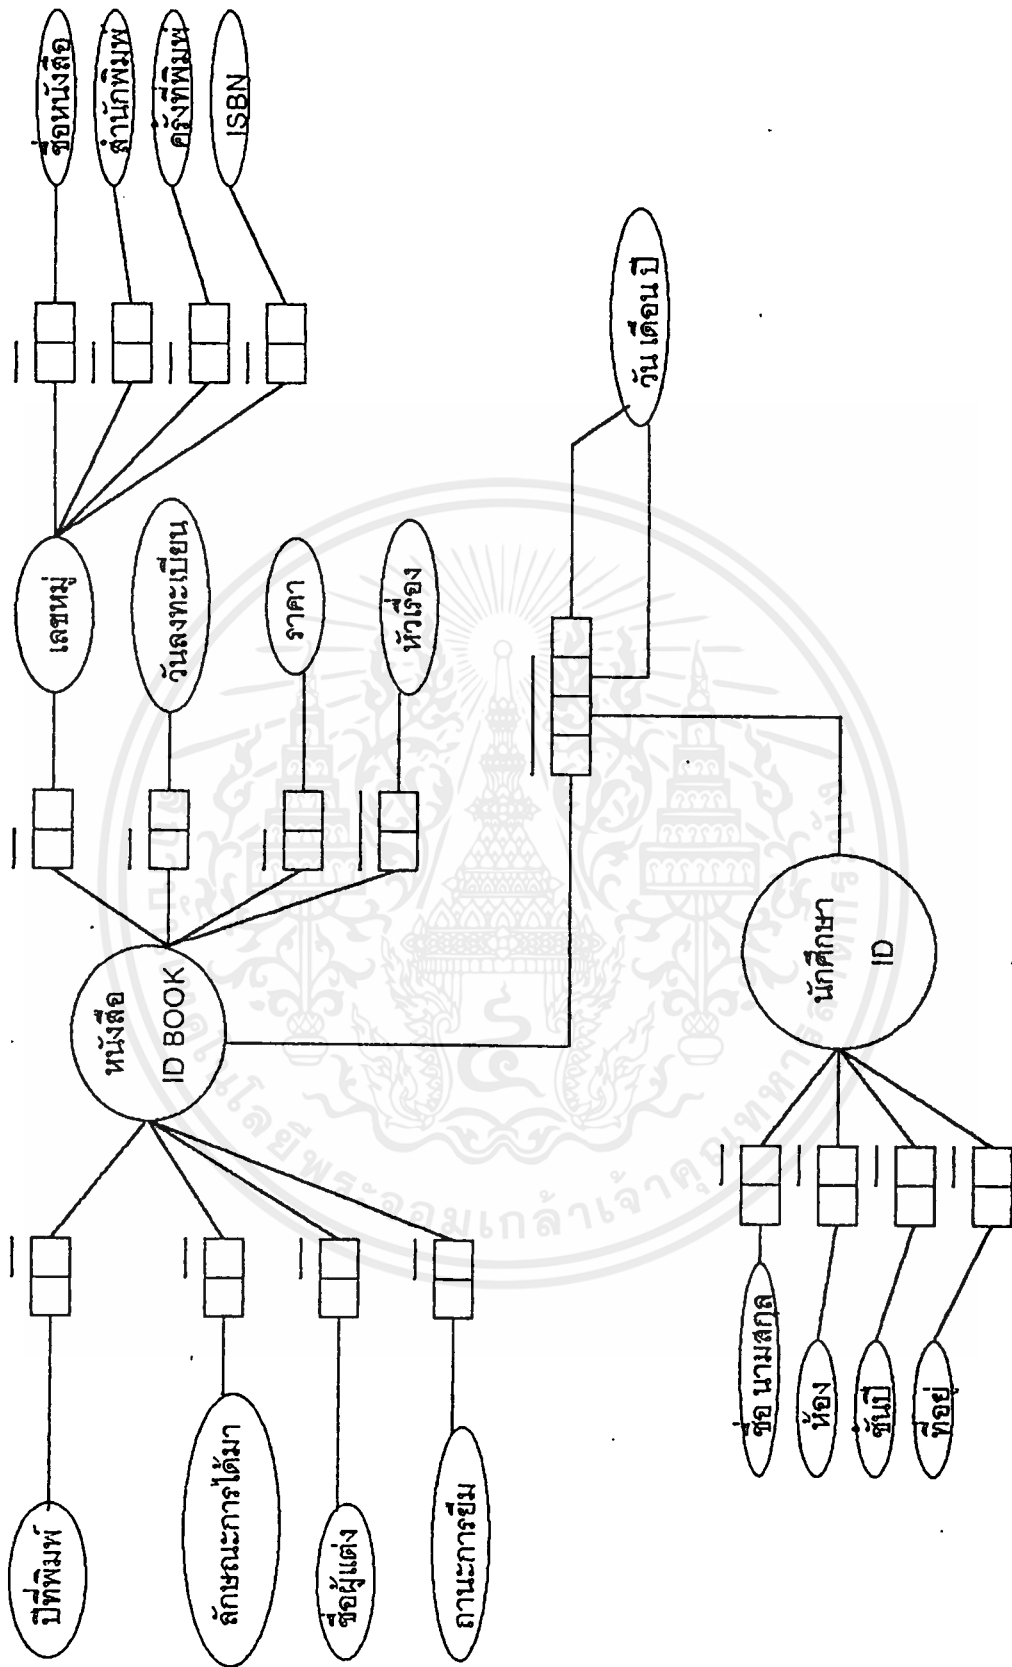 ปีที่พิมพ์
ลักษณะการได้มา
ชื่อผู้แต่ง
ถานะการยืม
หนังสือ
ID BOOK
เลขหมู่
วันลงทะเบียน
ราคา
หัวเรื่อง
ชื่อหนังสือ
สำนักพิมพ์
ครั้งที่พิมพ์
ISBN
วัน เดือน ปี
นักศึกษา
ID
ชื่อ นามสกุล
ห้อง
ชั้นปี
ที่อยู่